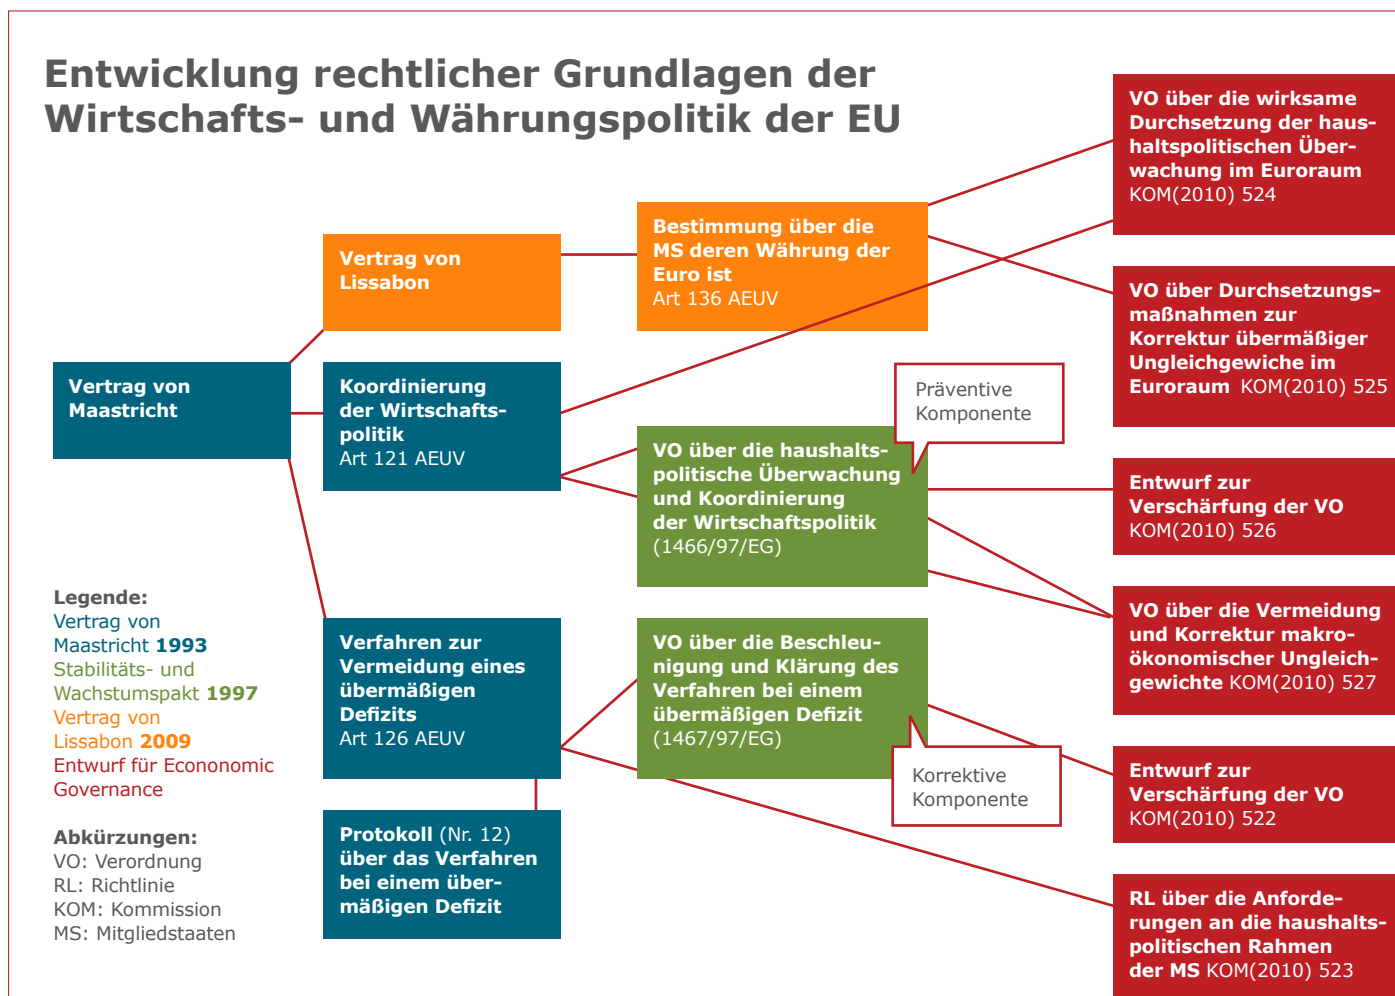 Entwicklung rechtlicher Grundlagen der
Wirtschafts- und Währungspolitik der EU
Vertrag von
Maastricht
Vertrag von
Lissabon
Koordinierung
der Wirtschafts-
politik
Art 121 AEUV
Verfahren zur
Vermeidung eines
übermäßigen
Defizits
Art 126 AEUV
Protokoll (Nr. 12)
über das Verfahren
bei einem über-
mäßigen Defizit
Bestimmung über die
MS deren Währung der
Euro ist
Art 136 AEUV
Präventive
Komponente
VO über die haushalts-
politische Überwachung
und Koordinierung
der Wirtschaftspolitik
(1466/97/EG)
VO über die Beschleu-
nigung und Klärung des
Verfahren bei einem
übermäßigen Defizit
(1467/97/EG)
Korrektive
Komponente
VO über die wirksame
Durchsetzung der haus-
haltspolitischen Über-
wachung im Euroraum
KOM(2010) 524
VO über Durchsetzungs-
maßnahmen zur
Korrektur übermäßiger
Ungleichgewiche im
Euroraum KOM(2010) 525
Entwurf zur
Verschärfung der VO
KOM(2010) 526
VO über die Vermeidung
und Korrektur makro-
ökonomischer Ungleich-
gewichte KOM(2010) 527
Entwurf zur
Verschärfung der VO
KOM(2010) 522
RL über die Anforde-
rungen an die haushalts-
politischen Rahmen
der MS KOM(2010) 523
Legende:
Vertrag von
Maastricht 1993
Stabilitäts- und
Wachstumspakt 1997
Vertrag von
Lissabon 2009
Entwurf für Econonomic
Governance
Abkürzungen:
VO: Verordnung
RL: Richtlinie
KOM: Kommission
MS: Mitgliedstaaten